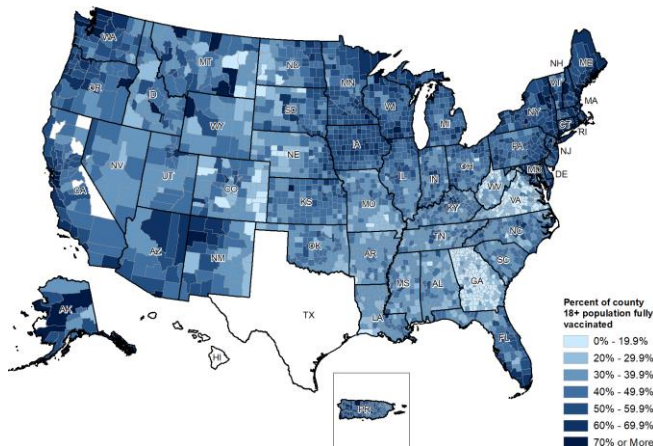 WA
MT
ND
MN
OR
ID
SD
WI
WY
MI
NH
VT
ME
NY
MA
CT
RI
NV
UT
CO
NE
IA
IL
IN
OH
PA
NJ
MD
DE
CA
KS
MO
KY
WV
VA
AZ
NM
OK
AR
TN
NC
SC
MS
AL
GA
TX
LA
FL
AK
HI
PR
Percent of county
18+ population fully
vaccinated
0% - 19.9%
20% - 29.9%
30% - 39.9%
40% - 49.9%
50% - 59.9%
60% - 69.9%
70% or More